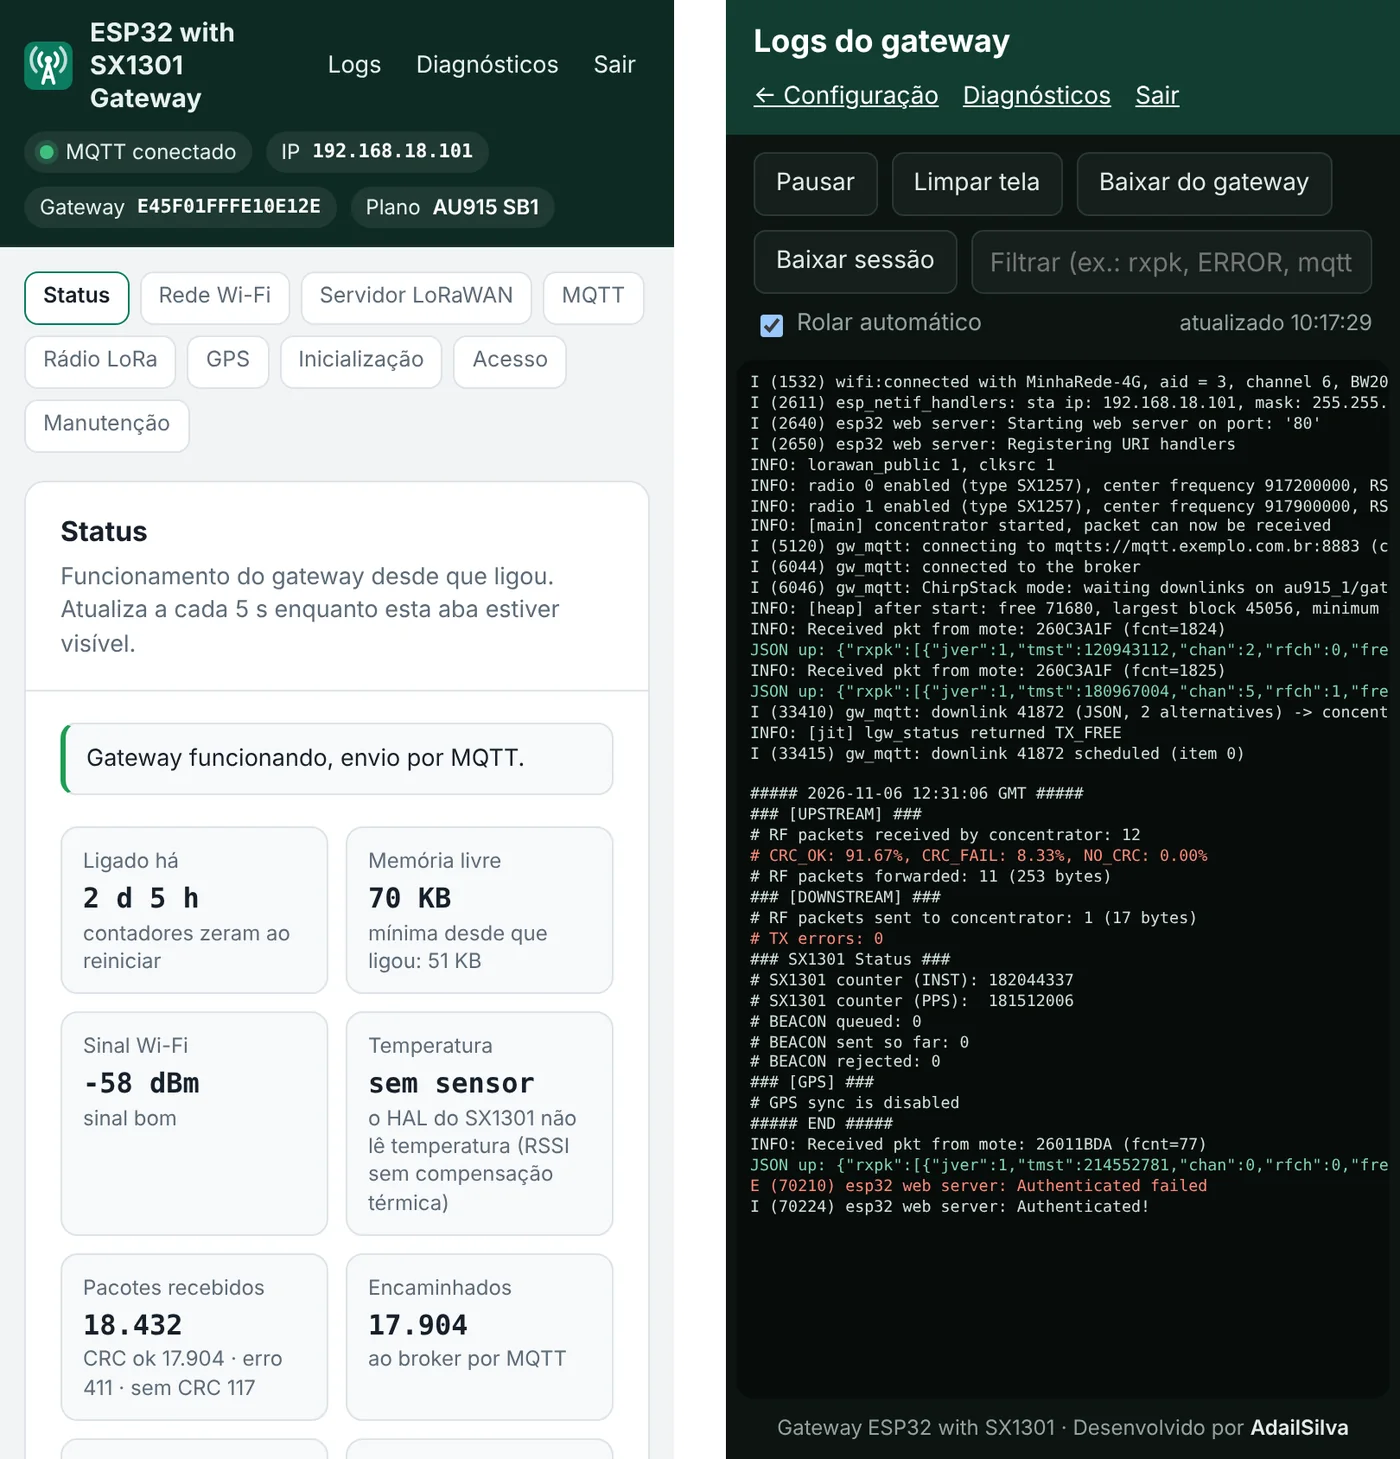 ESP32 with
SX1301
Gateway
Logs
Diagnósticos
Sair
MQTT conectado
IP 192.168.18.101
Gateway E45F01FFFE10E12E
Plano AU915 SB1
Status
Rede Wi-Fi
Servidor LoRaWAN
MQTT
Rádio LoRa
GPS
Inicialização
Acesso
Manutenção
Status
Funcionamento do gateway desde que ligou.
Atualiza a cada 5 s enquanto esta aba estiver
visível.
Gateway funcionando, envio por MQTT.
Ligado há
2 d 5 h
contadores zeram ao
reiniciar
Memória livre
70 KB
mínima desde que
ligou: 51 KB
Sinal Wi-Fi
-58 dBm
sinal bom
Temperatura
sem sensor
o HAL do SX1301 não
lê temperatura (RSSI
sem compensação
térmica)
Pacotes recebidos
18.432
CRC ok 17.904 · erro
411 · sem CRC 117
Encaminhados
17.904
ao broker por MQTT
Logs do gateway
← Configuração
Diagnósticos
Sair
Pausar
Limpar tela
Baixar do gateway
Baixar sessão
Filtrar (ex.: rxpk, ERROR, mqtt
Rolar automático
atualizado 10:17:29
I (1532) wifi:connected with MinhaRede-4G, aid = 3, channel 6, BW20
I (2611) esp_netif_handlers: sta ip: 192.168.18.101, mask: 255.255.
I (2640) esp32 web server: Starting web server on port: '80'
I (2650) esp32 web server: Registering URI handlers
INFO: lorawan_public 1, clksrc 1
INFO: radio 0 enabled (type SX1257), center frequency 917200000, RS
INFO: radio 1 enabled (type SX1257), center frequency 917900000, RS
INFO: [main] concentrator started, packet can now be received
I (5120) gw_mqtt: connecting to mqtts://mqtt.exemplo.com.br:8883 (c
I (6044) gw_mqtt: connected to the broker
I (6046) gw_mqtt: ChirpStack mode: waiting downlinks on au915_1/gat
INFO: [heap] after start: free 71680, largest block 45056, minimum
INFO: Received pkt from mote: 260C3A1F (fcnt=1824)
JSON up: {"rxpk":[{"jver":1,"tmst":120943112,"chan":2,"rfch":0,"fre
INFO: Received pkt from mote: 260C3A1F (fcnt=1825)
JSON up: {"rxpk":[{"jver":1,"tmst":180967004,"chan":5,"rfch":1,"fre
I (33410) gw_mqtt: downlink 41872 (JSON, 2 alternatives) -> concent
INFO: [jit] lgw_status returned TX_FREE
I (33415) gw_mqtt: downlink 41872 scheduled (item 0)
##### 2026-11-06 12:31:06 GMT #####
### [UPSTREAM] ###
# RF packets received by concentrator: 12
# CRC_OK: 91.67%, CRC_FAIL: 8.33%, NO_CRC: 0.00%
# RF packets forwarded: 11 (253 bytes)
### [DOWNSTREAM] ###
# RF packets sent to concentrator: 1 (17 bytes)
# TX errors: 0
### SX1301 Status ###
# SX1301 counter (INST): 182044337
# SX1301 counter (PPS):  181512006
# BEACON queued: 0
# BEACON sent so far: 0
# BEACON rejected: 0
### [GPS] ###
# GPS sync is disabled
##### END #####
INFO: Received pkt from mote: 26011BDA (fcnt=77)
JSON up: {"rxpk":[{"jver":1,"tmst":214552781,"chan":0,"rfch":0,"fre
E (70210) esp32 web server: Authenticated failed
I (70224) esp32 web server: Authenticated!
Gateway ESP32 with SX1301 · Desenvolvido por AdailSilva